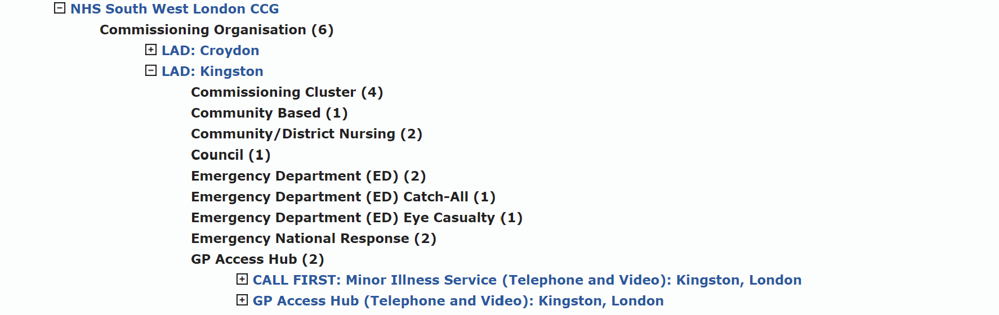 NHS South West London CCG
Commissioning Organisation (6)
LAD: Croydon
LAD: Kingston
Commissioning Cluster (4)
Community Based (1)
Community/District Nursing (2)
Council (1)
Emergency Department (ED) (2)
Emergency Department (ED) Catch-All (1)
Emergency Department (ED) Eye Casualty (1)
Emergency National Response (2)
GP Access Hub (2)
CALL FIRST: Minor Illness Service (Telephone and Video): Kingston, London
GP Access Hub (Telephone and Video): Kingston, London